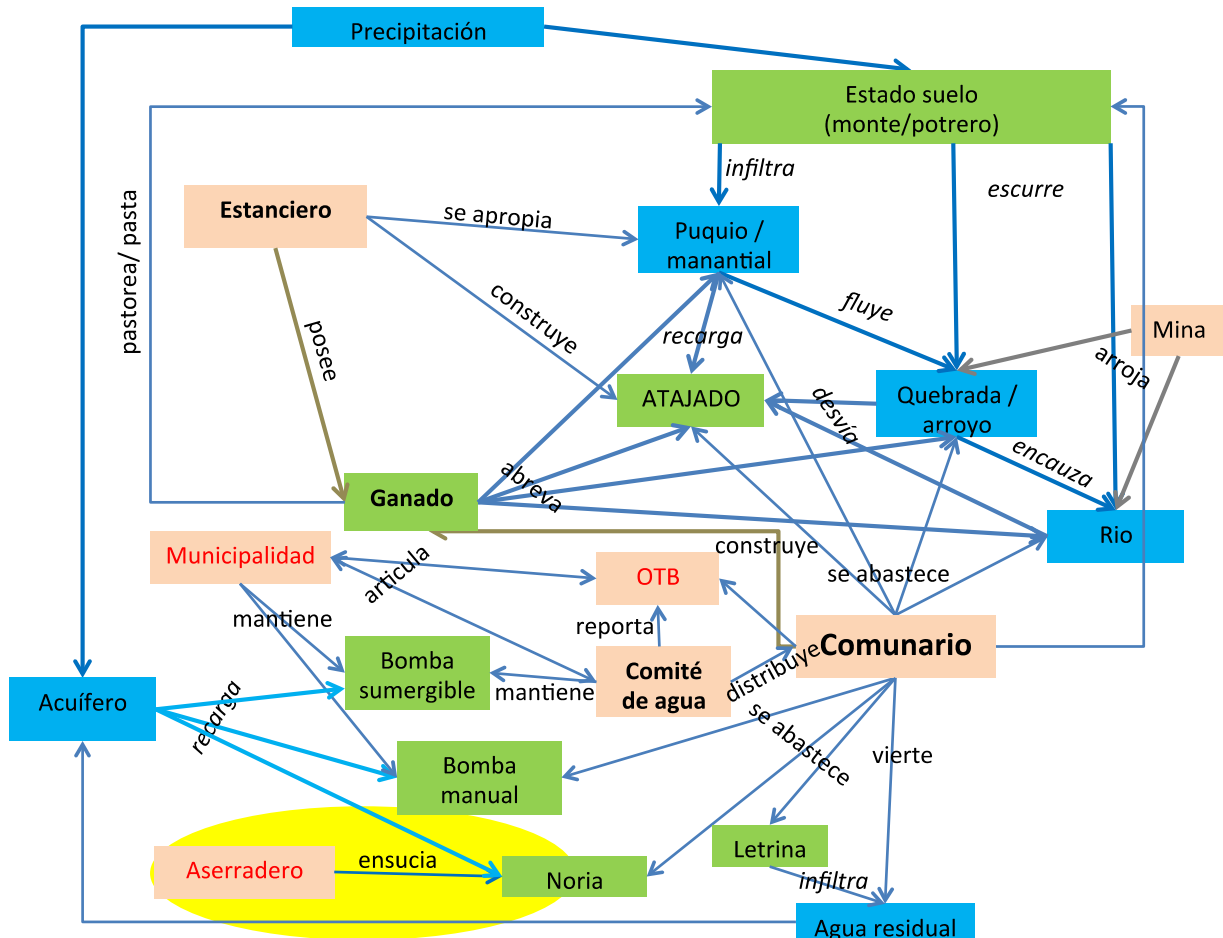 Precipitación
Estado suelo
(monte/potrero)
infiltra
escurre
pastorea/ pasta
Estanciero
se apropia
Puquio /
manantial
construye
fluye
posee
recarga
Mina
arroja
ATAJADO
desvía
Quebrada /
arroyo
encauza
abreva
Ganado
Rio
construye
Municipalidad
articula
OTB
se abastece
mantiene
reporta
Comunario
Bomba
sumergible
mantiene
Comité
de agua
distribuye
Acuífero
recarga
se abastece
vierte
Bomba
manual
Letrina
Aserradero
ensucia
Noria
infiltra
Agua residual